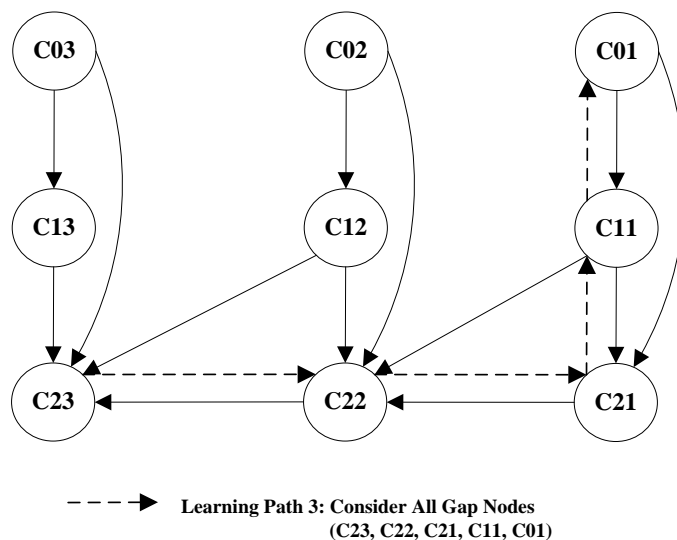 C03 C02 C01
C13 C12 C11
C23 C22 C21
Learning Path 3: Consider All Gap Nodes
(C23, C22, C21, C11, C01)